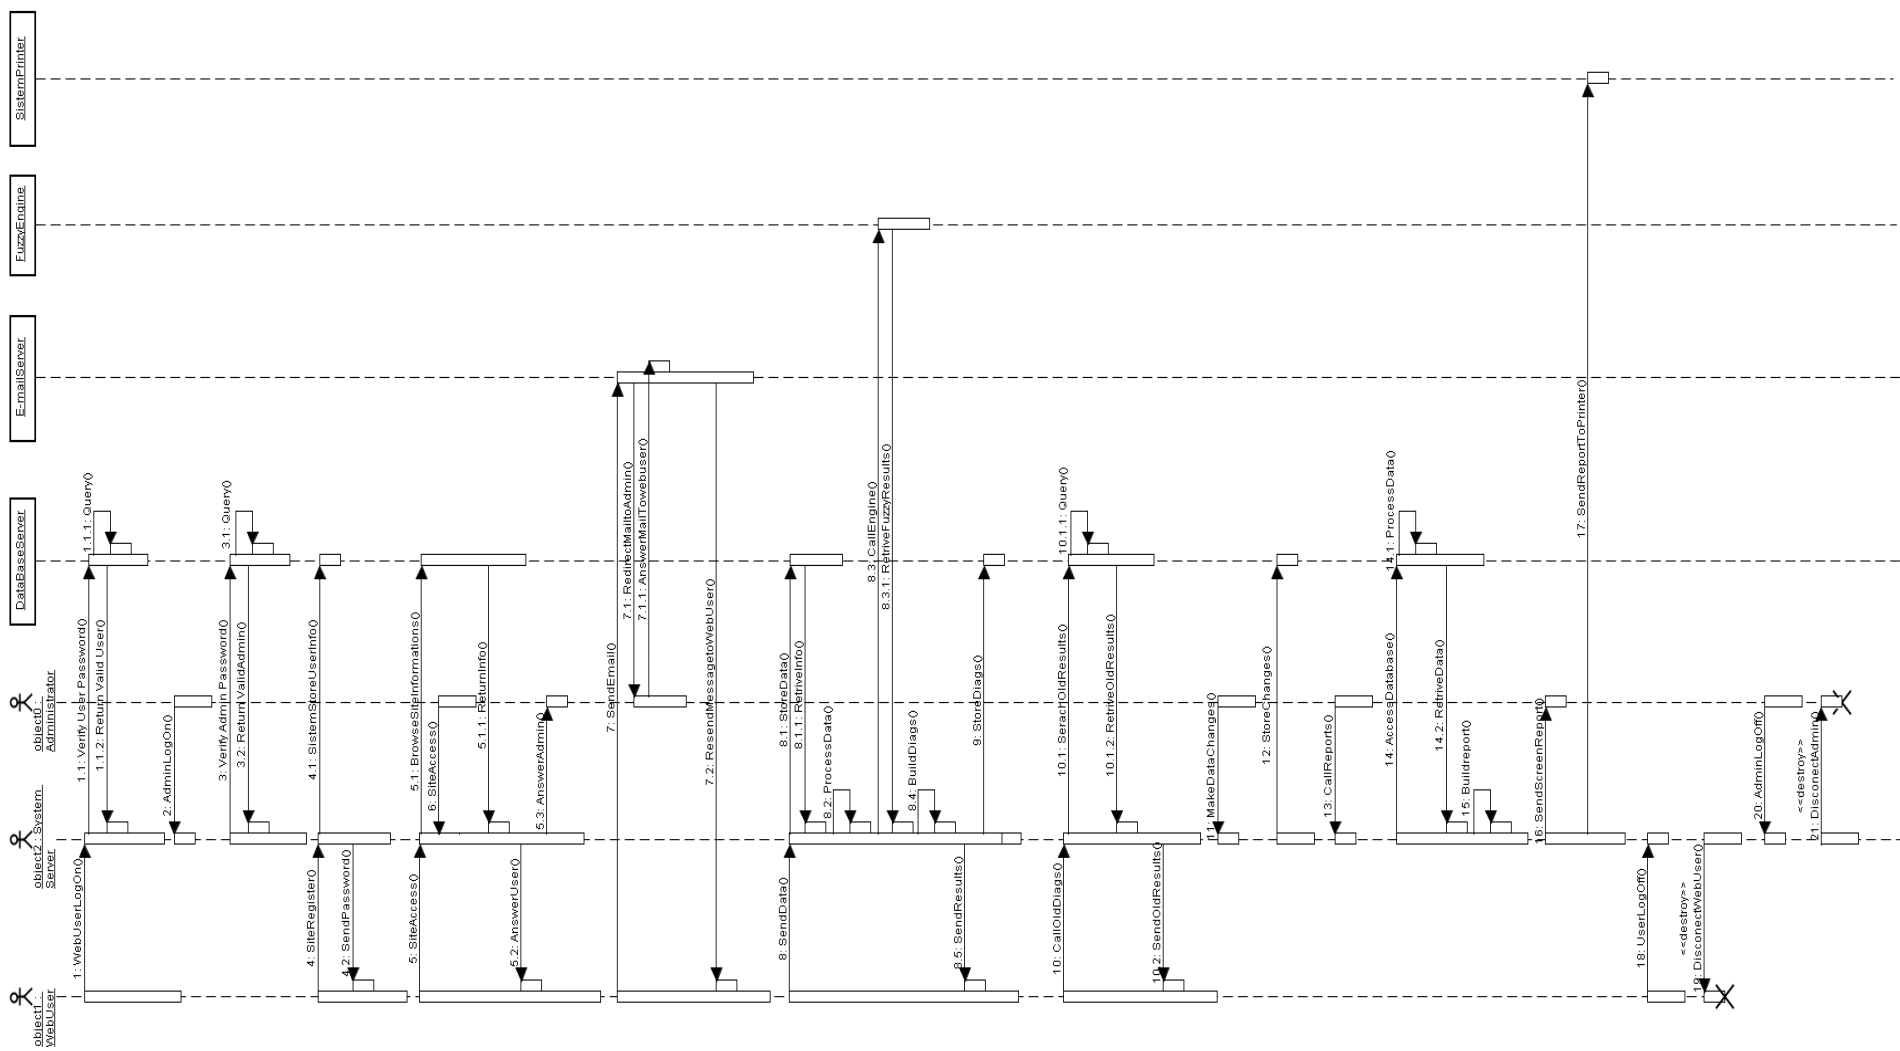 SistemPrinter
FuzzyEngine
E-mailServer
DataBaseServer
object0 :
Administrator
object2 : System
Server
object1 :
WebUser
1: WebUserLogOn()
1.1: Verify User Password()
1.1.1: Query()
1.1.2: Return Valid User()
2: AdminLogOn()
3: Verify Admin Password()
3.1: Query()
3.2: Return ValidAdmin()
4: SiteRegister()
4.1: SistemStoreUserInfo()
4.2: SendPassword()
5: SiteAccess()
5.1: BrowseSiteInformations()
6: SiteAccess()
5.1.1: ReturnInfo()
5.2: AnswerUser()
5.3: AnswerAdmin()
7: SendEmail()
7.1: RedirectMailtoAdmin()
7.1.1: AnswerMailTowebuser()
7.2: ResendMessagetoWebUser()
8: SendData()
8.1: StoreData()
8.1.1: RetriveInfo()
8.2: ProcessData()
8.3: CallEngine()
8.3.1: RetriveFuzzyResults()
8.4: BuildDiags()
8.5: SendResults()
9: StoreDiags()
10: CallOldDiags()
10.1: SerachOldResults()
10.1.1: Query()
10.1.2: RetriveOldResults()
10.2: SendOldResults()
11: MakeDataChanges()
12: StoreChanges()
13: CallReports()
14: AccessDatabase()
14.1: ProcessData()
14.2: RetriveData()
15: Buildreport()
16: SendScreenReport()
17: SendReportToPrinter()
18: UserLogOff()
<<destroy>>
19: DisconectWebUser()
20: AdminLogOff()
<<destroy>>
21: DisconectAdmin()